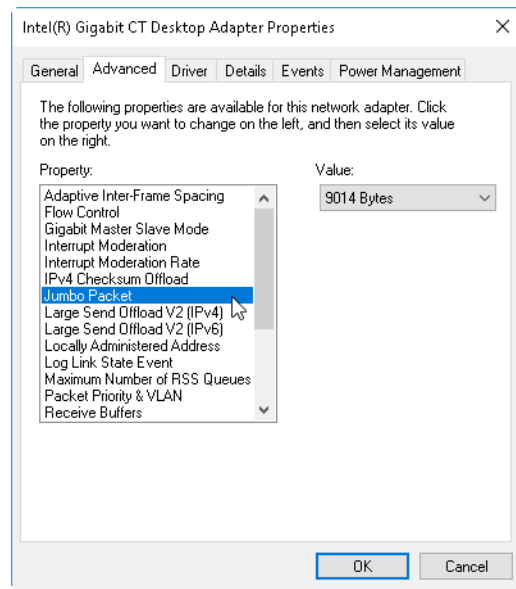 Intel(R) Gigabit CT Desktop Adapter Properties
General Advanced Driver Details Events Power Management
The following properties are available for this network adapter. Click
the property you want to change on the left, and then select its value
on the right.
Property:
Value:
Adaptive Inter-Frame Spacing
Flow Control
Gigabit Master Slave Mode
Interrupt Moderation
Interrupt Moderation Rate
IPv4 Checksum Offload
Jumbo Packet
Large Send Offload V2 (IPv4)
Large Send Offload V2 (IPv6)
Locally Administered Address
Log Link State Event
Maximum Number of RSS Queues
Packet Priority & VLAN
Receive Buffers
9014 Bytes
OK
Cancel